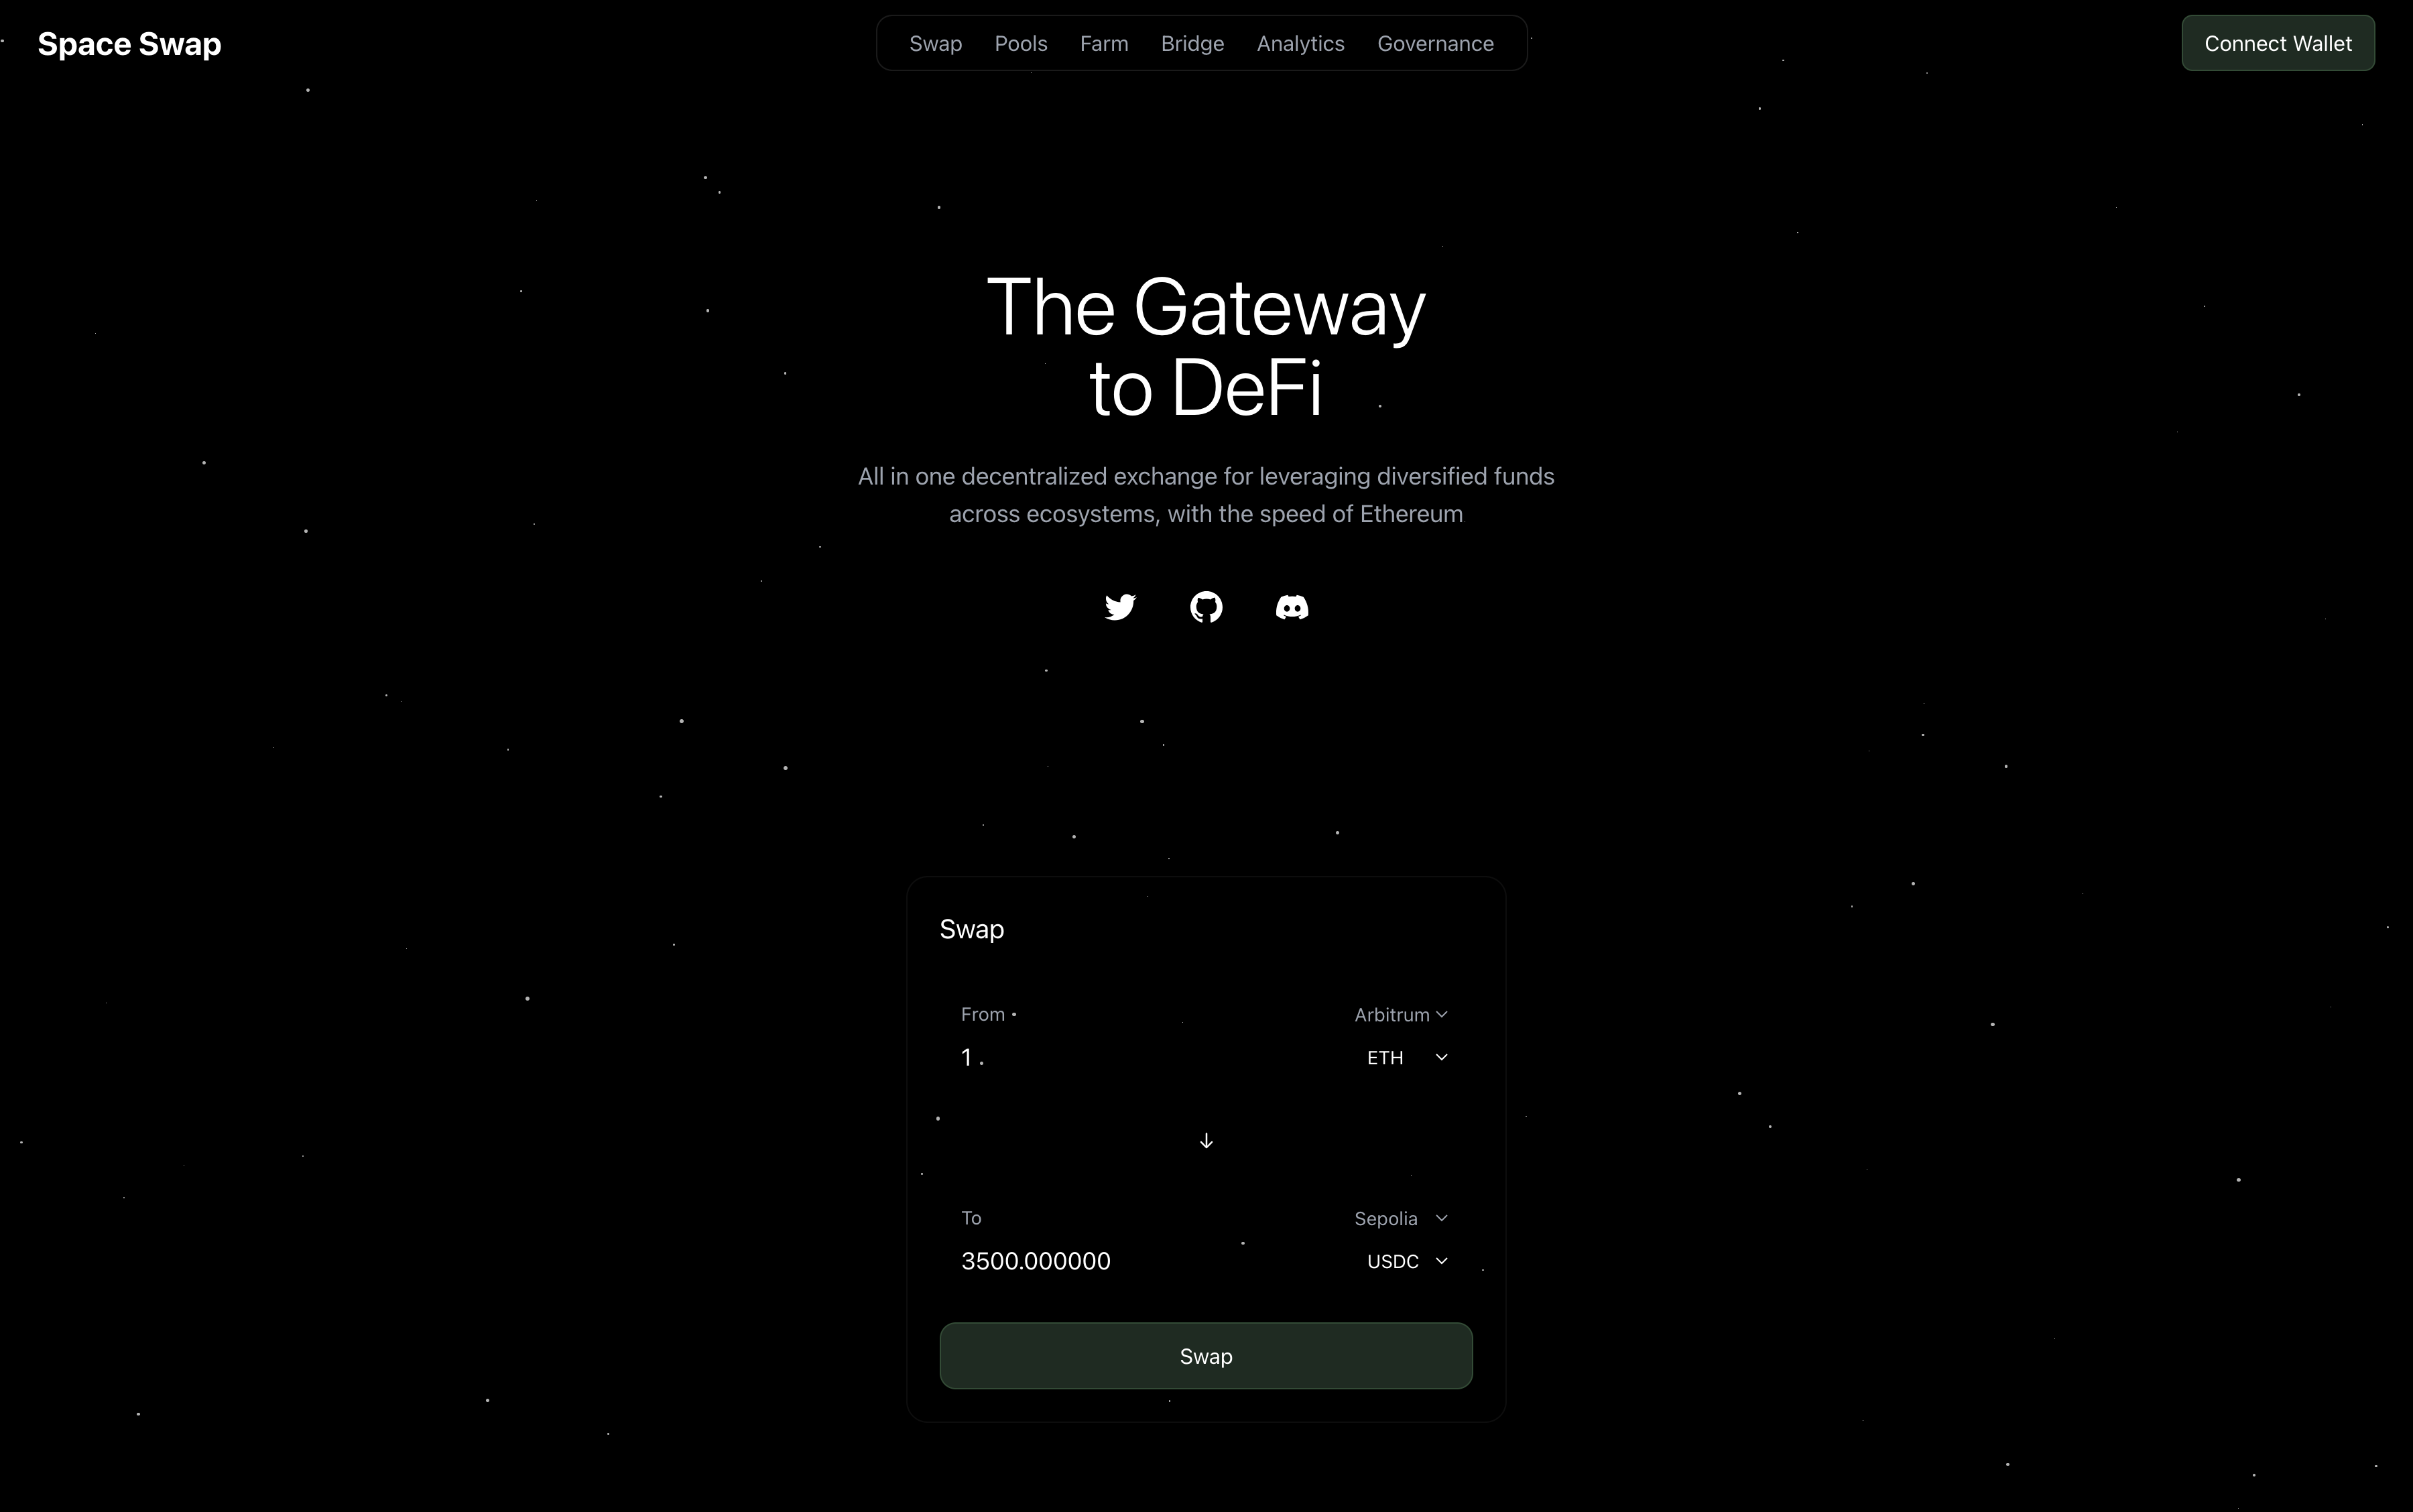 Space Swap
Swap Pools Farm Bridge Analytics Governance
Connect Wallet
The Gateway
to DeFi
All in one decentralized exchange for leveraging diversified funds
across ecosystems, with the speed of Ethereum
Swap
From Arbitrum
1 ETH
To Sepolia
3500.000000 USDC
Swap